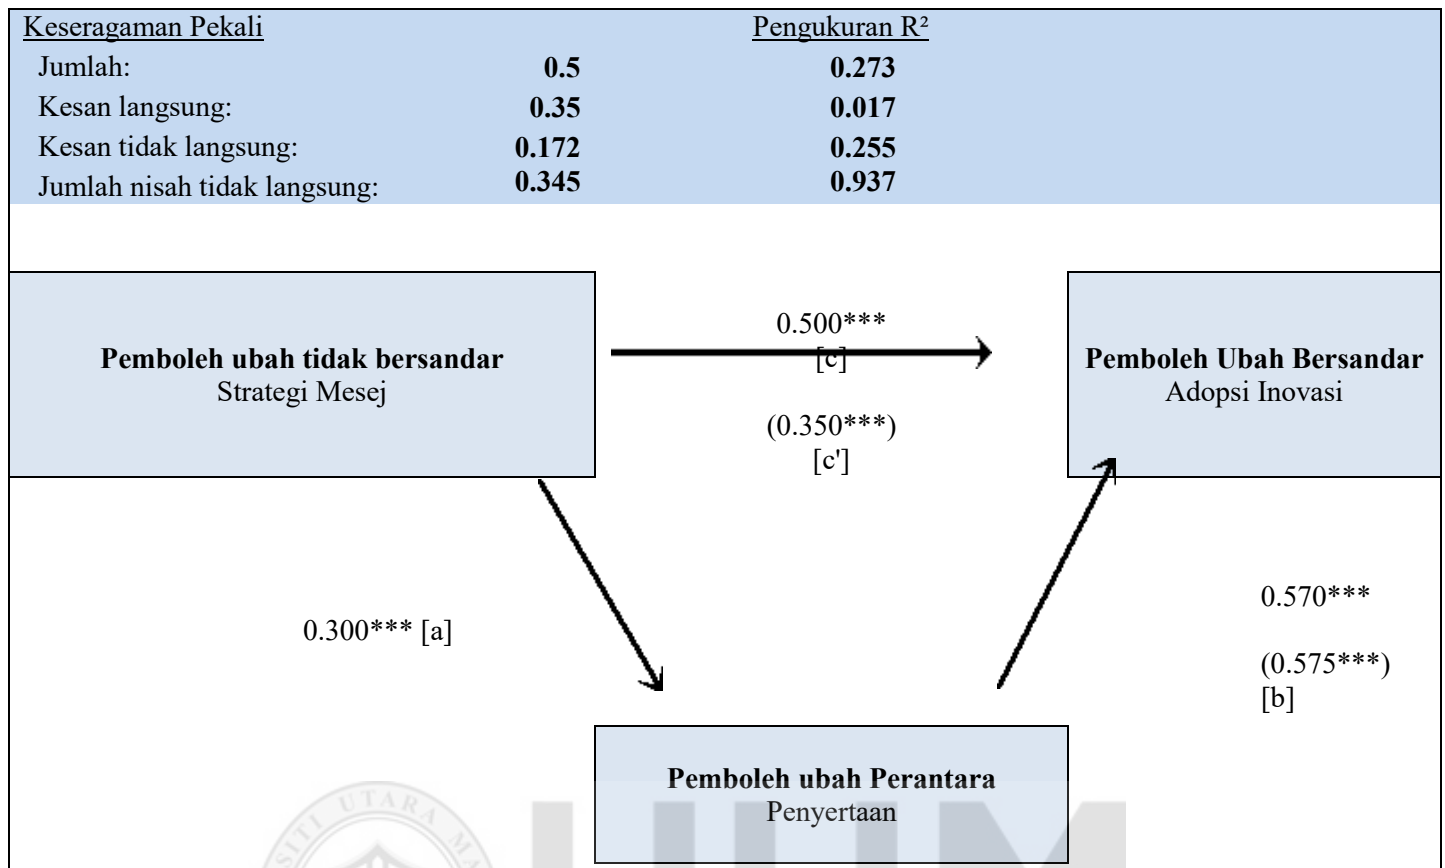 Keseragaman Pekali Pengukuran R²
Jumlah: 0.5 0.273
Kesan langsung: 0.35 0.017
Kesan tidak langsung: 0.172 0.255
Jumlah nisah tidak langsung: 0.345 0.937
Pemboleh ubah tidak bersandar
Strategi Mesej
0.500***
[c]
(0.350***)
[c']
Pemboleh Ubah Bersandar
Adopsi Inovasi
0.300*** [a]
0.570***
(0.575***)
[b]
Pemboleh ubah Perantara
Penyertaan
UTARA